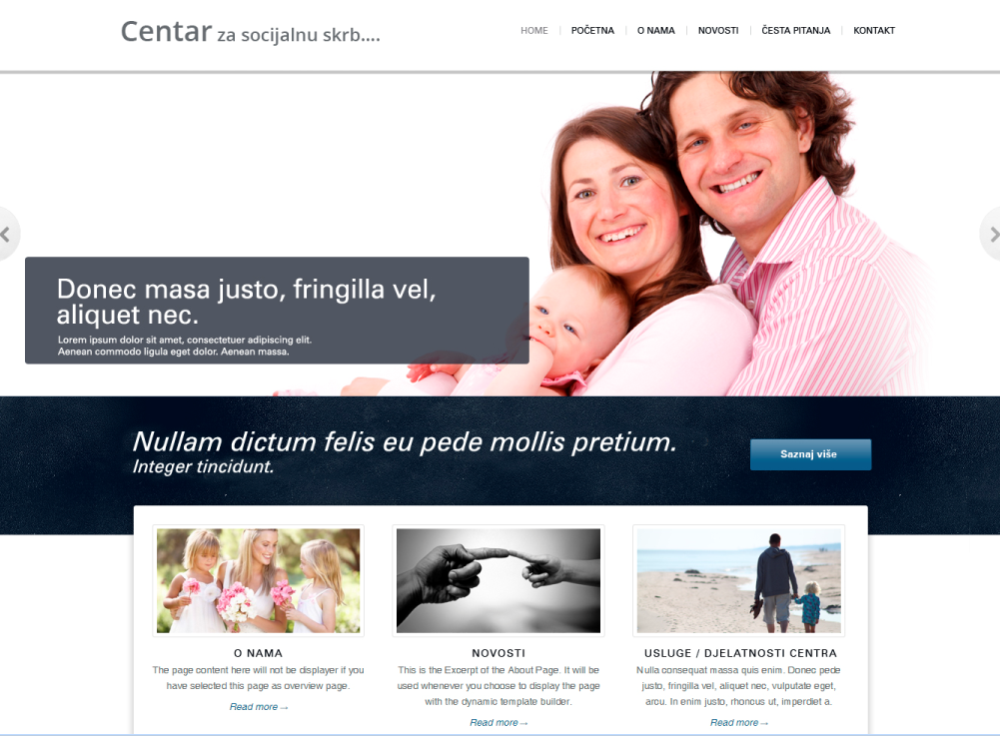 Centar za socijalnu skrb....
HOME | POČETNA | O NAMA | NOVOSTI | ČESTA PITANJA | KONTAKT
Donec masa justo, fringilla vel,
aliquet nec.
Lorem ipsum dolor sit amet, consectetuer adipiscing elit.
Aenean commodo ligula eget dolor. Aenean massa.
Nullam dictum felis eu pede mollis pretium.
Integer tincidunt.
Saznaj više
O NAMA
The page content here will not be displayer if you
have selected this page as overview page.
Read more→
NOVOSTI
This is the Excerpt of the About Page. It will be
used whenever you choose to display the page
with the dynamic template builder.
Read more→
USLUGE / DJELATNOSTI CENTRA
Nulla consequat massa quis enim. Donec pede
justo, fringilla vel, aliquet nec, vulputate eget,
arcu. In enim justo, rhoncus ut, imperdiet a.
Read more→